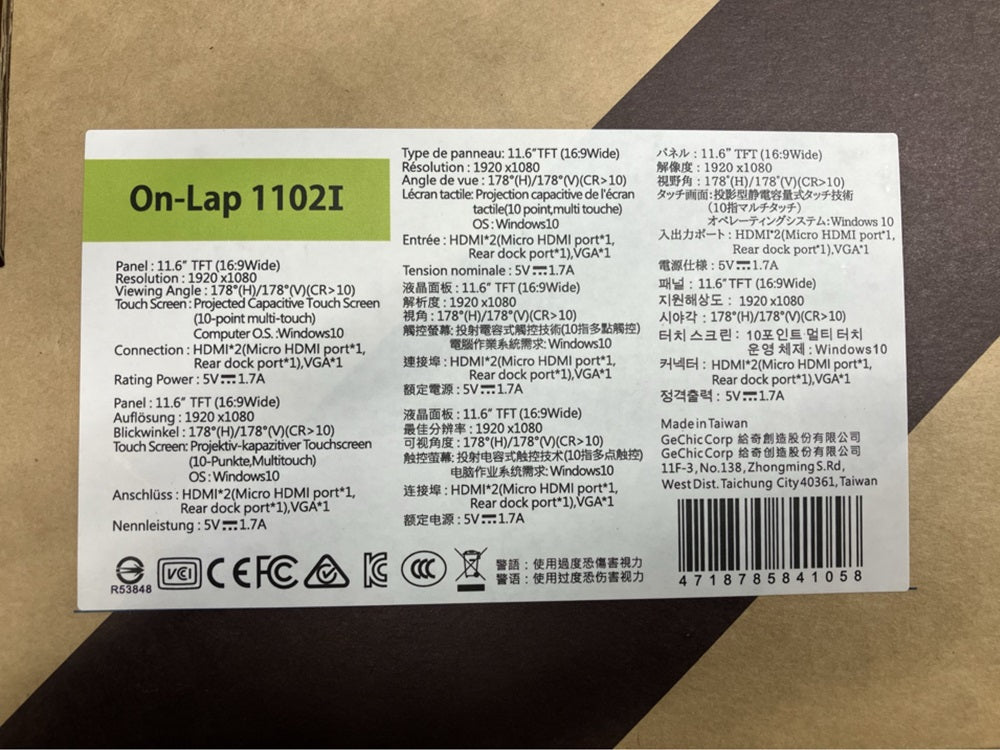 On-Lap 1102I
Panel : 11.6" TFT (16:9Wide)
Resolution : 1920 x1080
Viewing Angle : 178°(H)/178°(V)(CR>10)
Touch Screen : Projected Capacitive Touch Screen
(10-point multi-touch)
Computer O.S. :Windows10
Connection : HDMI*2(Micro HDMI port*1,
Rear dock port*1),VGA*1
Rating Power : 5V⎓1.7A
Panel : 11.6" TFT (16:9Wide)
Auflösung : 1920 x1080
Blickwinkel : 178°(H)/178°(V)(CR>10)
Touch Screen: Projektiv-kapazitiver Touchscreen
(10-Punkte,Multitouch)
OS : Windows10
Anschlüss : HDMI*2(Micro HDMI port*1,
Rear dock port*1),VGA*1
Nennleistung : 5V⎓1.7A
Type de panneau: 11.6"TFT (16:9Wide)
Résolution : 1920 x1080
Angle de vue : 178°(H)/178°(V)(CR>10)
Lécran tactile: Projection capacitive de l'écran
tactile(10 point,multi touche)
OS : Windows10
Entrée : HDMI*2(Micro HDMI port*1,
Rear dock port*1),VGA*1
Tension nominale : 5V⎓1.7A
液晶面板 : 11.6" TFT (16:9Wide)
解析度 : 1920 x1080
視角 : 178°(H)/178°(V)(CR>10)
觸控螢幕: 投射電容式觸控技術(10指多點觸控)
電腦作業系統需求: Windows10
連接埠 : HDMI*2(Micro HDMI port*1,
Rear dock port*1),VGA*1
額定電源 : 5V⎓1.7A
液晶面板 : 11.6" TFT (16:9Wide)
最佳分辨率 : 1920 x1080
可视角度 : 178°(H)/178°(V)(CR>10)
触控萤幕: 投射电容式触控技术(10指多点触控)
电脑作业系统需求: Windows10
连接埠 : HDMI*2(Micro HDMI port*1,
Rear dock port*1),VGA*1
额定电源 : 5V⎓1.7A
パネル : 11.6" TFT (16:9Wide)
解像度 : 1920 x1080
視野角 : 178°(H)/178°(V)(CR>10)
タッチ画面:投影型静電容量式タッチ技術
(10指マルチタッチ)
オペレーティングシステム: Windows 10
入出力ポート : HDMI*2(Micro HDMI port*1,
Rear dock port*1),VGA*1
電源仕様 : 5V⎓1.7A
패널 : 11.6" TFT (16:9Wide)
지원해상도 : 1920 x1080
시야각 : 178°(H)/178°(V)(CR>10)
터치 스크린 : 10포인트 멀티 터치
운영 체제 : Windows10
커넥터 : HDMI*2(Micro HDMI port*1,
Rear dock port*1),VGA*1
정격출력 : 5V⎓1.7A
Made in Taiwan
GeChic Corp 給奇創造股份有限公司
GeChic Corp 给奇创造股份有限公司
11F-3, No.138, Zhongming S.Rd,
West Dist. Taichung City 40361, Taiwan
4718785841058
R53848
VCI
CE FC
CCC
警語 : 使用過度恐傷害視力
警语 : 使用过度恐伤害视力